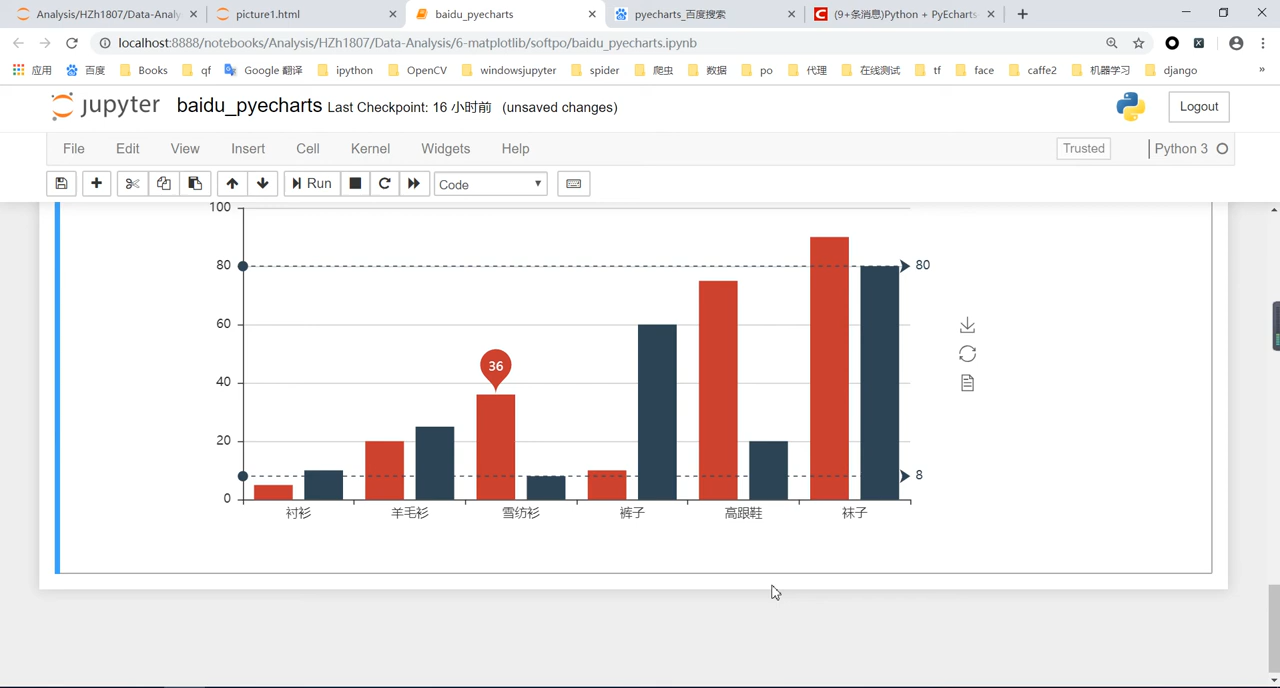 Analysis/HZh1807/Data-Analy picture1.html baidu_pyecharts pyecharts_百度搜索 (9+条消息)Python + PyEcharts
localhost:8888/notebooks/Analysis/HZh1807/Data-Analysis/6-matplotlib/softpo/baidu_pyecharts.ipynb
应用 百度 Books qf Google 翻译 ipython OpenCV windowsjupyter spider 爬虫 数据 po 代理 在线测试 tf face caffe2 机器学习 django »
jupyter baidu_pyecharts Last Checkpoint: 16 小时前 (unsaved changes) Logout
File Edit View Insert Cell Kernel Widgets Help Trusted Python 3
Run Code
100
80 80
60
36
40
20
8
0
衬衫 羊毛衫 雪纺衫 裤子 高跟鞋 袜子